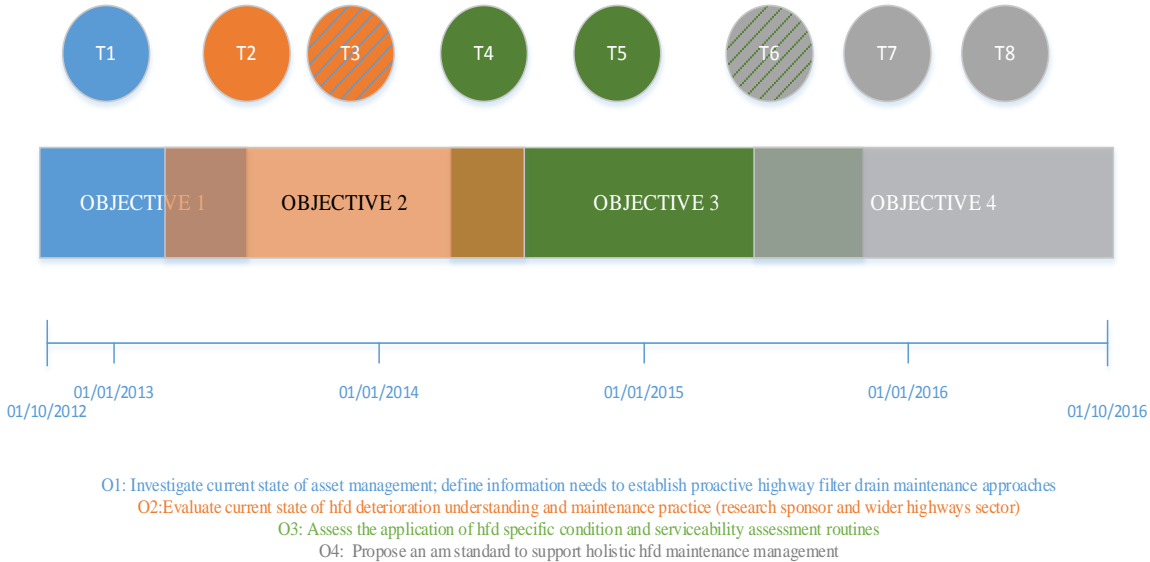 T1 T2 T3 T4 T5 T6 T7 T8
OBJECTIVE 1 OBJECTIVE 2 OBJECTIVE 3 OBJECTIVE 4
01/01/2013 01/01/2014 01/01/2015 01/01/2016
01/10/2012 01/10/2016
O1: Investigate current state of asset management; define information needs to establish proactive highway filter drain maintenance approaches
O2:Evaluate current state of hfd deterioration understanding and maintenance practice (research sponsor and wider highways sector)
O3: Assess the application of hfd specific condition and serviceability assessment routines
O4: Propose an am standard to support holistic hfd maintenance management